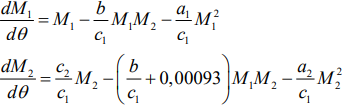 dM₁/dθ = M₁ − (b/c₁) M₁M₂ − (a₁/c₁) M₁²
dM₂/dθ = (c₂/c₁) M₂ − (b/c₁ + 0,00093) M₁M₂ − (a₂/c₁) M₂²